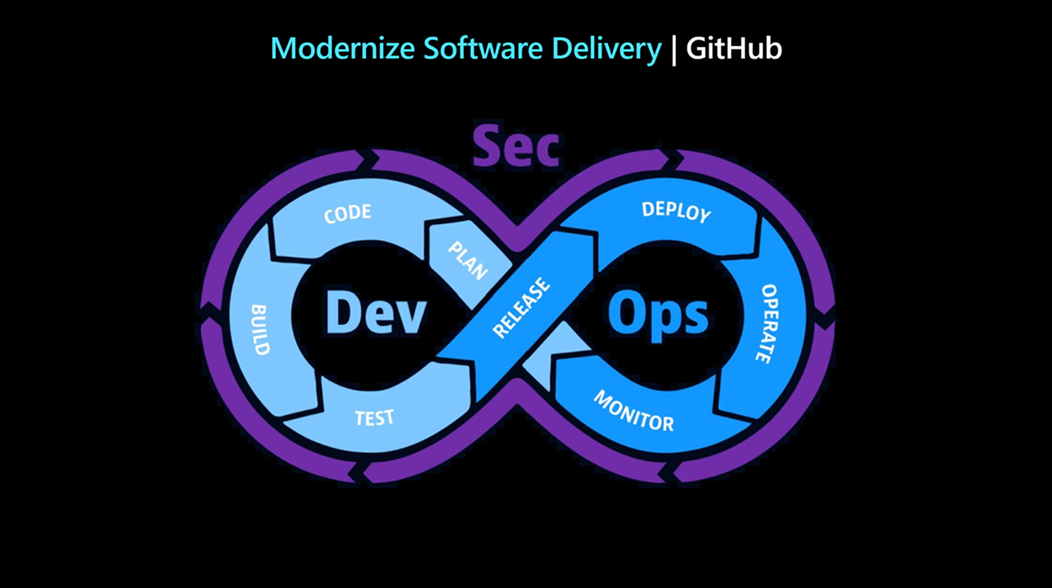 Modernize Software Delivery | GitHub
Sec
CODE
DEPLOY
PLAN
RELEASE
BUILD
Dev
Ops
OPERATE
TEST
MONITOR